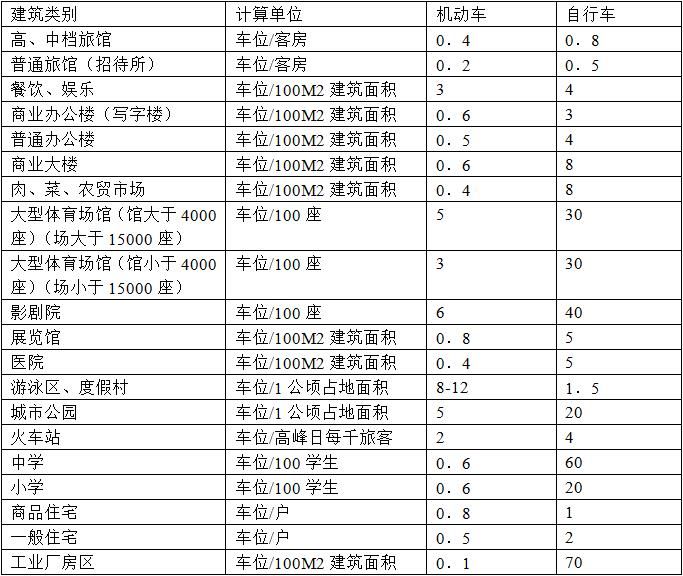 建筑类别 计算单位 机动车 自行车
高、中档旅馆 车位/客房 0．4 0．8
普通旅馆（招待所） 车位/客房 0．2 0．5
餐饮、娱乐 车位/100M2 建筑面积 3 4
商业办公楼（写字楼） 车位/100M2 建筑面积 0．6 3
普通办公楼 车位/100M2 建筑面积 0．5 4
商业大楼 车位/100M2 建筑面积 0．6 8
肉、菜、农贸市场 车位/100M2 建筑面积 0．4 8
大型体育场馆（馆大于 4000 车位/100 座 5 30
座）（场大于 15000 座）
大型体育场馆（馆小于 4000 车位/100 座 3 30
座）（场小于 15000 座）
影剧院 车位/100 座 6 40
展览馆 车位/100M2 建筑面积 0．8 5
医院 车位/100M2 建筑面积 0．4 5
游泳区、度假村 车位/1 公顷占地面积 8-12 1．5
城市公园 车位/1 公顷占地面积 5 20
火车站 车位/高峰日每千旅客 2 4
中学 车位/100 学生 0．6 60
小学 车位/100 学生 0．6 20
商品住宅 车位/户 0．8 1
一般住宅 车位/户 0．5 2
工业厂房区 车位/100M2 建筑面积 0．1 70